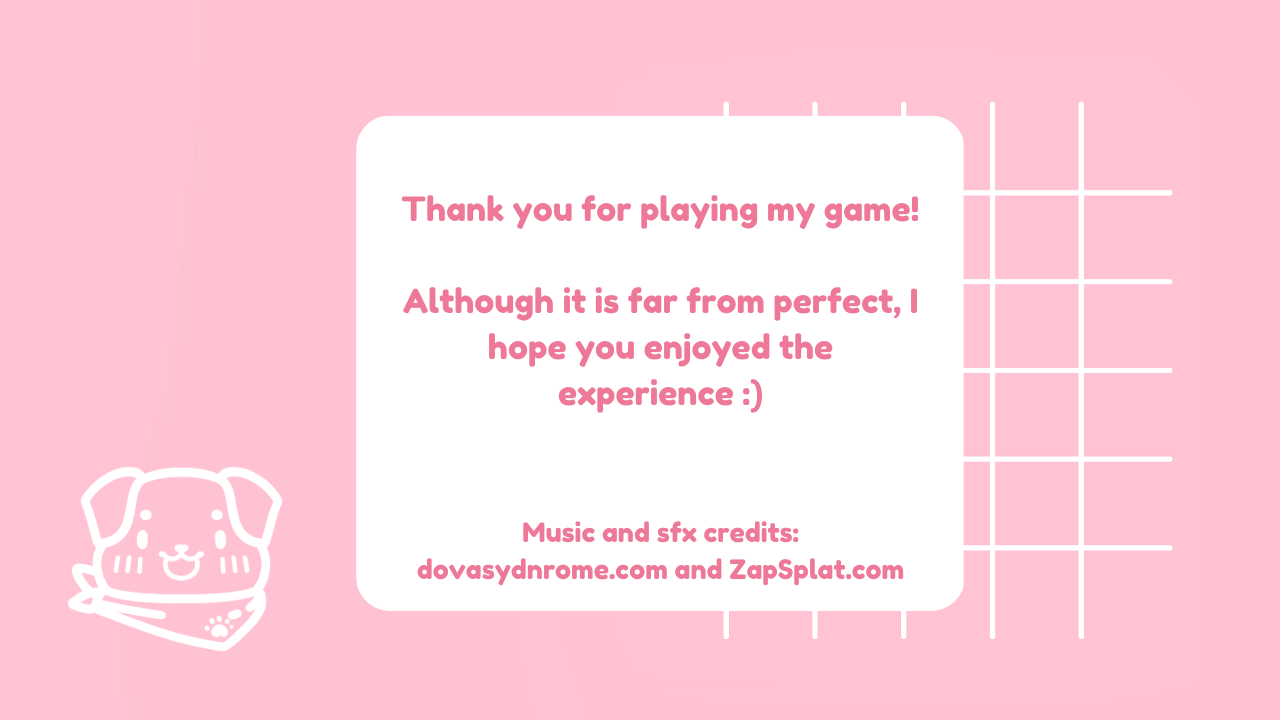 Thank you for playing my game!
Although it is far from perfect, I
hope you enjoyed the
experience :)
Music and sfx credits:
dovasydnrome.com and ZapSplat.com